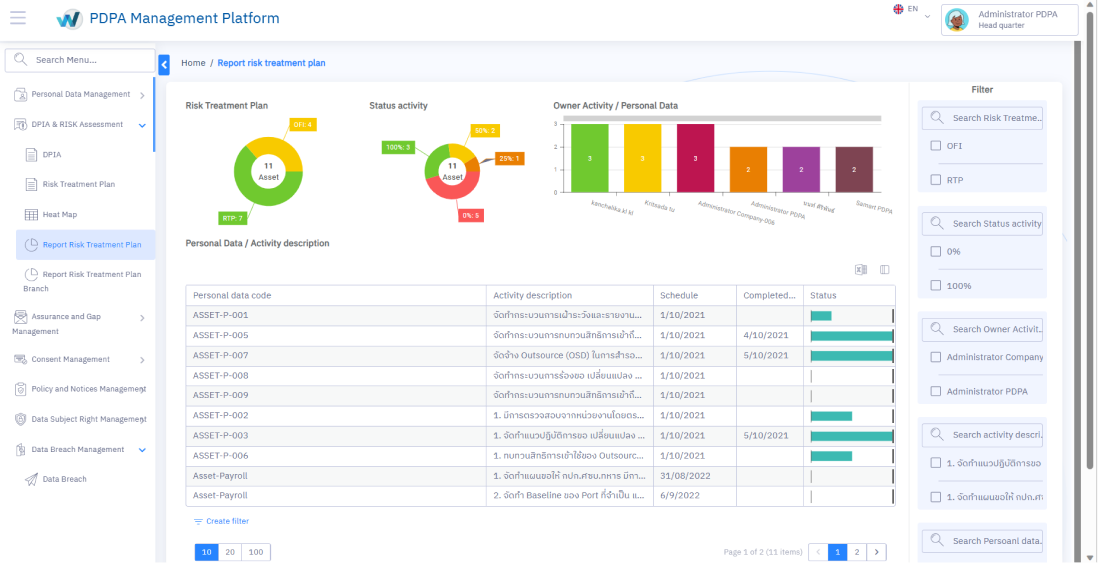 PDPA Management Platform
EN
Administrator PDPA
Head quarter
Search Menu...
Personal Data Management
DPIA & RISK Assessment
DPIA
Risk Treatment Plan
Heat Map
Report Risk Treatment Plan
Report Risk Treatment Plan
Branch
Assurance and Gap
Management
Consent Management
Policy and Notices Management
Data Subject Right Management
Data Breach Management
Data Breach
Home / Report risk treatment plan
Risk Treatment Plan
OFI: 4
11
Asset
RTP: 7
Status activity
50%: 2
100%: 3
25%: 1
11
Asset
0%: 5
Owner Activity / Personal Data
3
2
1
0
3
3
3
2
2
2
kanchalika.kl kl
Kritsada tu
Administrator Company-006
Administrator PDPA
Samart PDPA
Personal Data / Activity description
Personal data code Activity description Schedule Completed... Status
ASSET-P-001 จัดทำกระบวนการเฝ้าระวังและรายงาน... 1/10/2021
ASSET-P-005 จัดทำกระบวนการทบทวนสิทธิการเข้าถึ... 1/10/2021 4/10/2021
ASSET-P-007 จัดจ้าง Outsource (OSD) ในการสำรอ... 1/10/2021 5/10/2021
ASSET-P-008 จัดทำกระบวนการร้องขอ เปลี่ยนแปลง ... 1/10/2021
ASSET-P-009 จัดทำกระบวนการทบทวนสิทธิการเข้าถึ... 1/10/2021
ASSET-P-002 1. มีการตรวจสอบจากหน่วยงานโดยตร... 1/10/2021
ASSET-P-003 1. จัดทำแนวปฏิบัติการขอ เปลี่ยนแปลง ... 1/10/2021 5/10/2021
ASSET-P-006 1. ทบทวนสิทธิการเข้าใช้ของ Outsourc... 1/10/2021
Asset-Payroll 1. จัดทำแผนขอให้ ทปภ.ศซบ.ทหาร มีกา... 31/08/2022
Asset-Payroll 2. จัดทำ Baseline ของ Port ที่จำเป็น แ... 6/9/2022
Create filter
10 20 100
Page 1 of 2 (11 items) 1 2
Filter
Search Risk Treatme...
OFI
RTP
Search Status activity
0%
100%
Search Owner Activit...
Administrator Company
Administrator PDPA
Search activity descri...
1. จัดทำแนวปฏิบัติการขอ
1. จัดทำแผนขอให้ ทปภ.ศซ
Search Persoanl data...